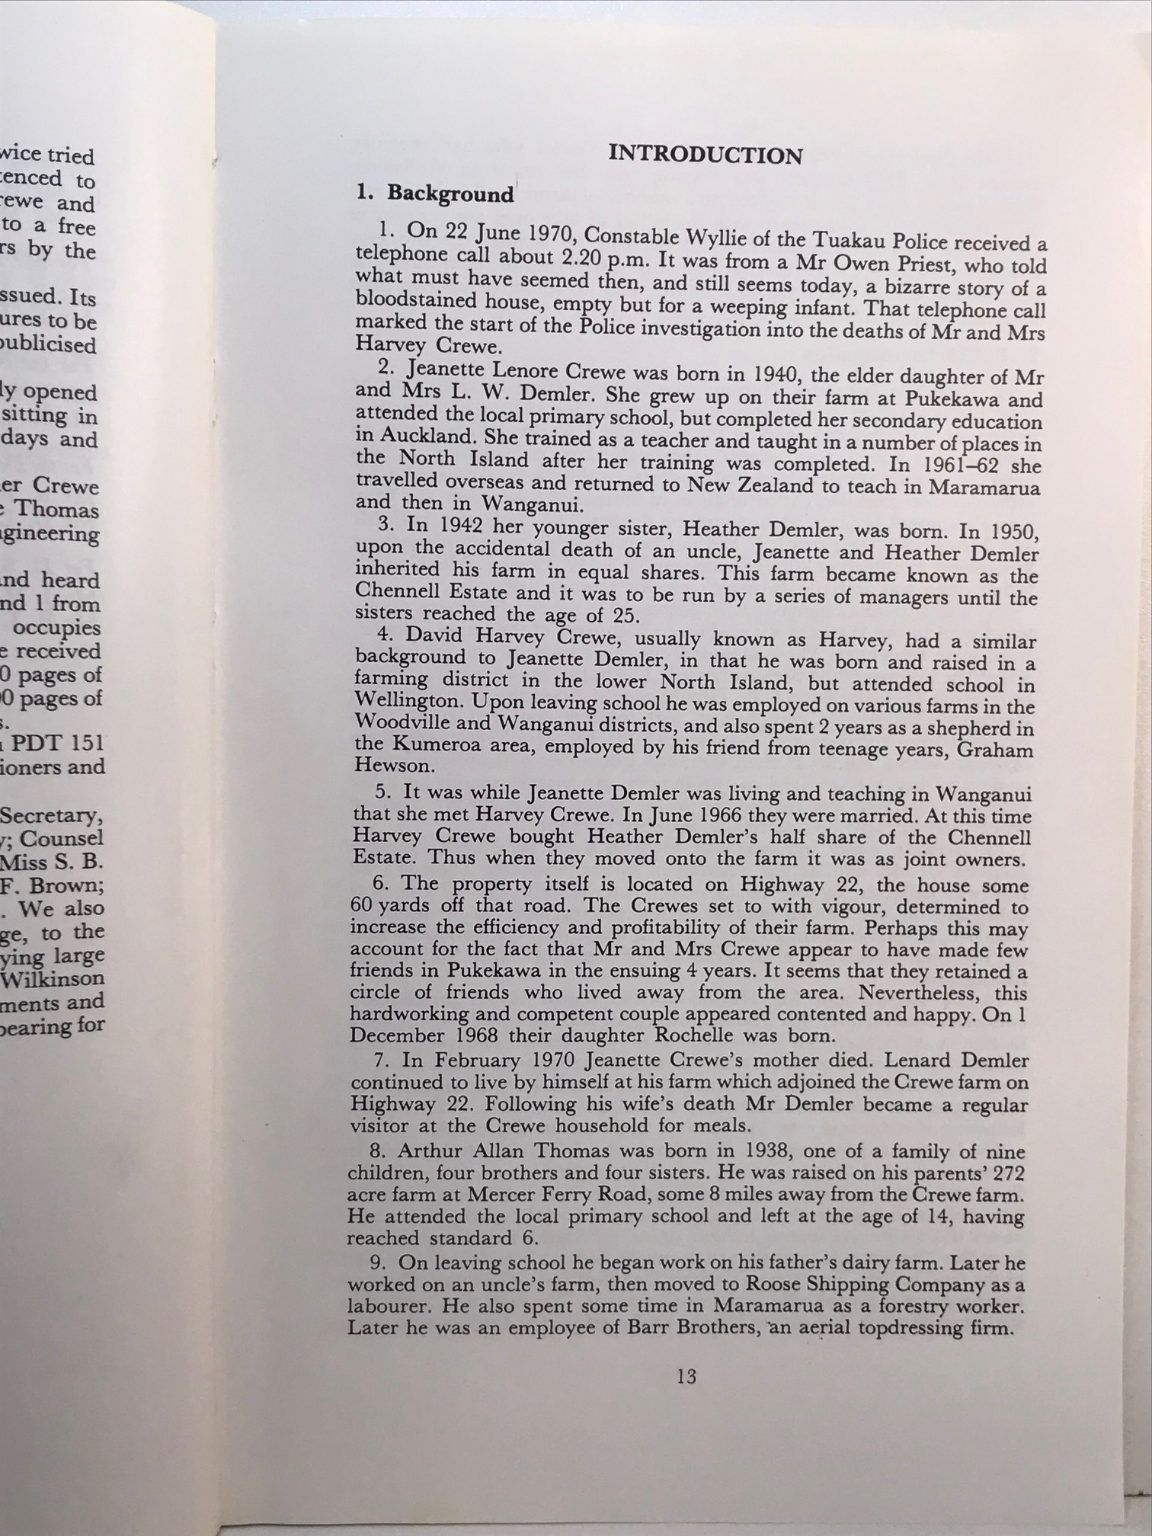 wice tried
enced to
rewe and
to a free
rs by the
ssued. Its
ures to be
publicised
ly opened
sitting in
days and
er Crewe
Thomas
gineering
nd heard
nd 1 from
occupies
e received
0 pages of
00 pages of
s.
PDT 151
ioners and
Secretary,
y; Counsel
Miss S. B.
F. Brown;
. We also
ge, to the
ying large
Wilkinson
ments and
pearing for
INTRODUCTION
1. Background
1. On 22 June 1970, Constable Wyllie of the Tuakau Police received a
telephone call about 2.20 p.m. It was from a Mr Owen Priest, who told
what must have seemed then, and still seems today, a bizarre story of a
bloodstained house, empty but for a weeping infant. That telephone call
marked the start of the Police investigation into the deaths of Mr and Mrs
Harvey Crewe.
2. Jeanette Lenore Crewe was born in 1940, the elder daughter of Mr
and Mrs L. W. Demler. She grew up on their farm at Pukekawa and
attended the local primary school, but completed her secondary education
in Auckland. She trained as a teacher and taught in a number of places in
the North Island after her training was completed. In 1961–62 she
travelled overseas and returned to New Zealand to teach in Maramarua
and then in Wanganui.
3. In 1942 her younger sister, Heather Demler, was born. In 1950,
upon the accidental death of an uncle, Jeanette and Heather Demler
inherited his farm in equal shares. This farm became known as the
Chennell Estate and it was to be run by a series of managers until the
sisters reached the age of 25.
4. David Harvey Crewe, usually known as Harvey, had a similar
background to Jeanette Demler, in that he was born and raised in a
farming district in the lower North Island, but attended school in
Wellington. Upon leaving school he was employed on various farms in the
Woodville and Wanganui districts, and also spent 2 years as a shepherd in
the Kumeroa area, employed by his friend from teenage years, Graham
Hewson.
5. It was while Jeanette Demler was living and teaching in Wanganui
that she met Harvey Crewe. In June 1966 they were married. At this time
Harvey Crewe bought Heather Demler's half share of the Chennell
Estate. Thus when they moved onto the farm it was as joint owners.
6. The property itself is located on Highway 22, the house some
60 yards off that road. The Crewes set to with vigour, determined to
increase the efficiency and profitability of their farm. Perhaps this may
account for the fact that Mr and Mrs Crewe appear to have made few
friends in Pukekawa in the ensuing 4 years. It seems that they retained a
circle of friends who lived away from the area. Nevertheless, this
hardworking and competent couple appeared contented and happy. On 1
December 1968 their daughter Rochelle was born.
7. In February 1970 Jeanette Crewe's mother died. Lenard Demler
continued to live by himself at his farm which adjoined the Crewe farm on
Highway 22. Following his wife's death Mr Demler became a regular
visitor at the Crewe household for meals.
8. Arthur Allan Thomas was born in 1938, one of a family of nine
children, four brothers and four sisters. He was raised on his parents' 272
acre farm at Mercer Ferry Road, some 8 miles away from the Crewe farm.
He attended the local primary school and left at the age of 14, having
reached standard 6.
9. On leaving school he began work on his father's dairy farm. Later he
worked on an uncle's farm, then moved to Roose Shipping Company as a
labourer. He also spent some time in Maramarua as a forestry worker.
Later he was an employee of Barr Brothers, an aerial topdressing firm.
13